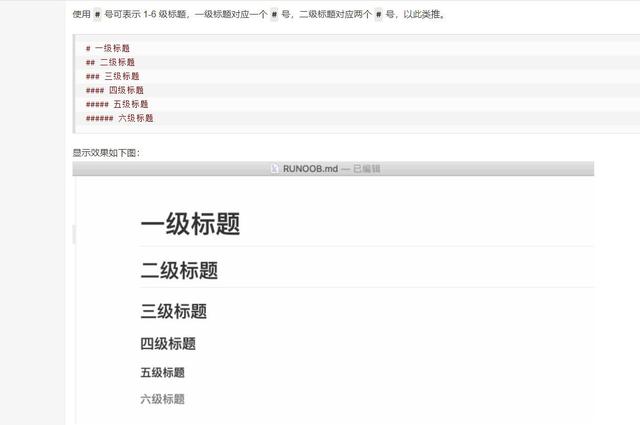 使用 # 号可表示 1-6 级标题，一级标题对应一个 # 号，二级标题对应两个 # 号，以此类推。
# 一级标题
## 二级标题
### 三级标题
#### 四级标题
##### 五级标题
###### 六级标题
显示效果如下图：
RUNOOB.md — 已编辑
一级标题
二级标题
三级标题
四级标题
五级标题
六级标题